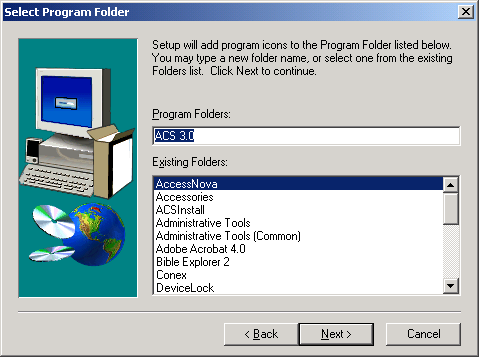 Select Program Folder
Setup will add program icons to the Program Folder listed below.
You may type a new folder name, or select one from the existing
Folders list. Click Next to continue.
Program Folders:
ACS 3.0
Existing Folders:
AccessNova
Accessories
ACSInstall
Administrative Tools
Administrative Tools (Common)
Adobe Acrobat 4.0
Bible Explorer 2
Conex
DeviceLock
< Back
Next >
Cancel